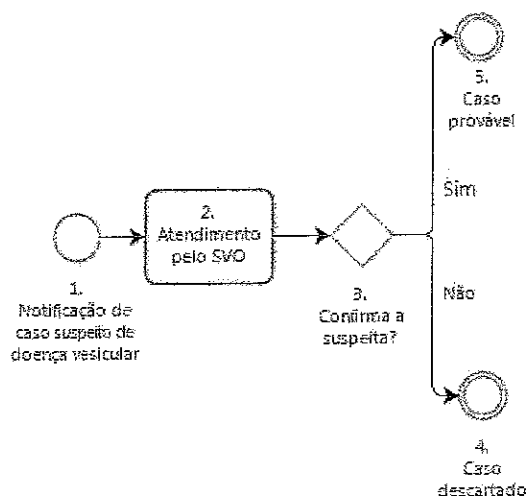 1.
Notificação de
caso suspeito de
doença vesicular
2.
Atendimento
pelo SVO
3.
Confirma a
suspeita?
Sim
Não
5.
Caso
provável
4.
Caso
descartado